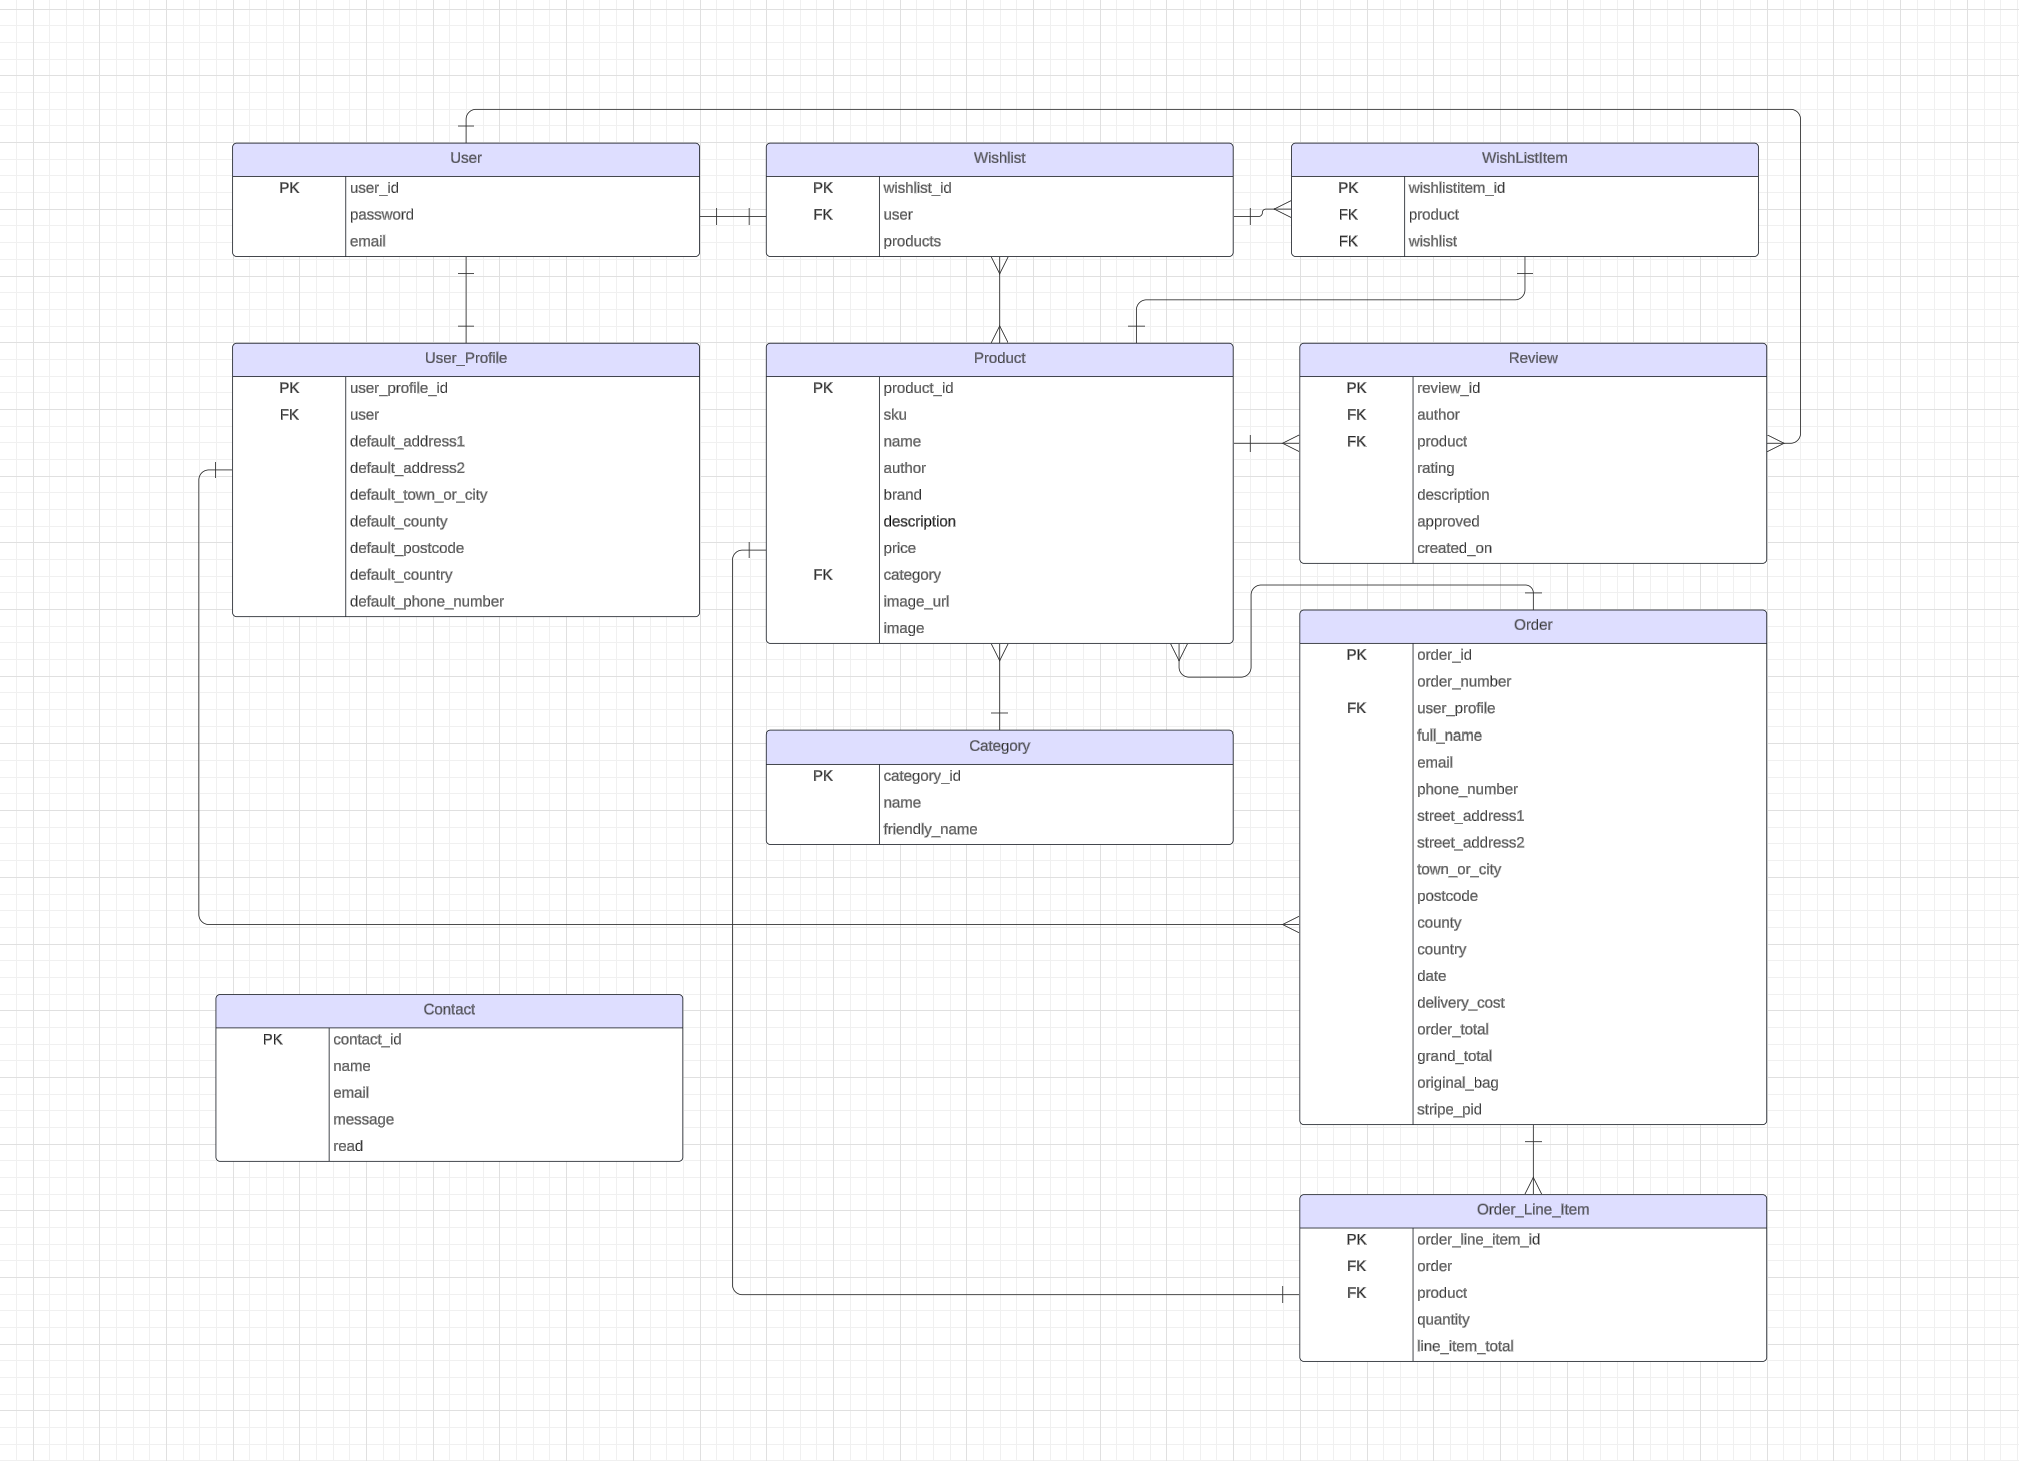 User
PK user_id
password
email
Wishlist
PK wishlist_id
FK user
products
WishListItem
PK wishlistitem_id
FK product
FK wishlist
User_Profile
PK user_profile_id
FK user
default_address1
default_address2
default_town_or_city
default_county
default_postcode
default_country
default_phone_number
Product
PK product_id
sku
name
author
brand
description
price
FK category
image_url
image
Review
PK review_id
FK author
FK product
rating
description
approved
created_on
Category
PK category_id
name
friendly_name
Order
PK order_id
order_number
FK user_profile
full_name
email
phone_number
street_address1
street_address2
town_or_city
postcode
county
country
date
delivery_cost
order_total
grand_total
original_bag
stripe_pid
Contact
PK contact_id
name
email
message
read
Order_Line_Item
PK order_line_item_id
FK order
FK product
quantity
line_item_total